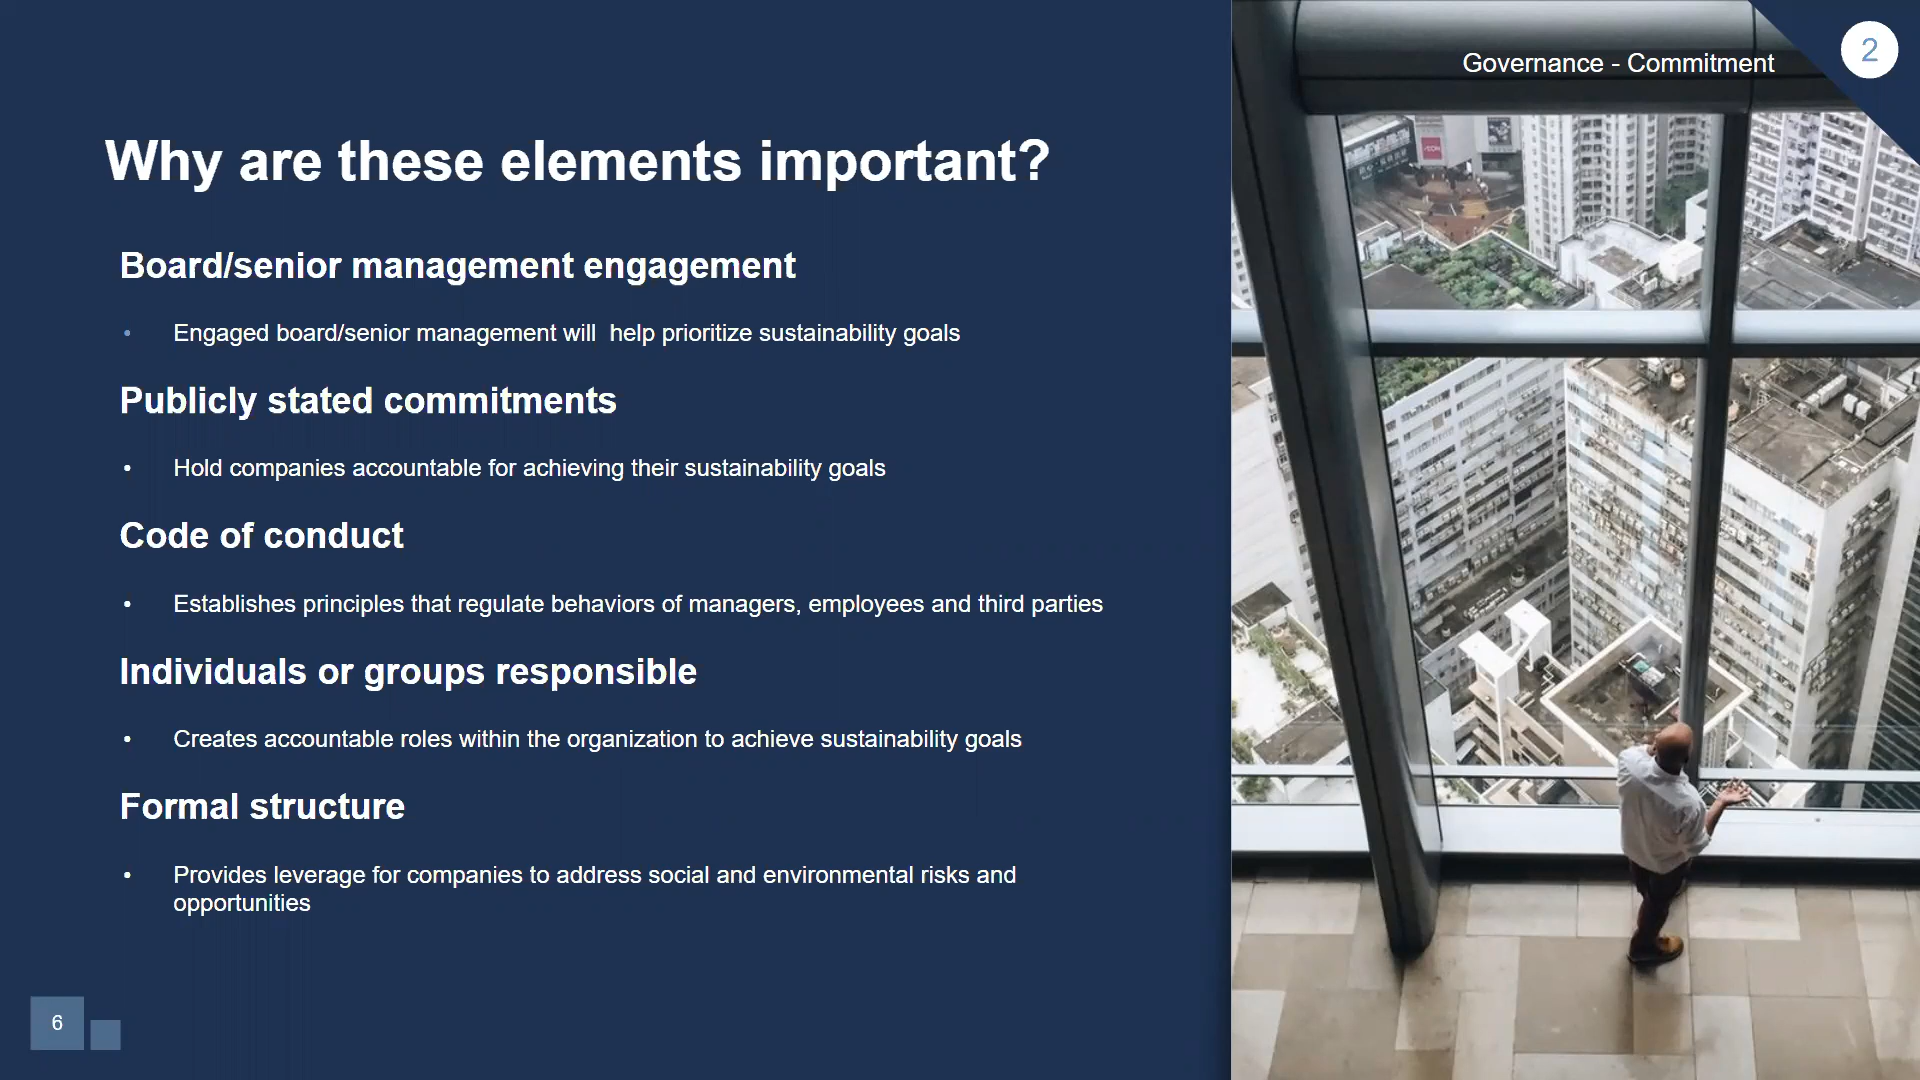 Governance - Commitment
2
Why are these elements important?
Board/senior management engagement
• Engaged board/senior management will  help prioritize sustainability goals
Publicly stated commitments
• Hold companies accountable for achieving their sustainability goals
Code of conduct
• Establishes principles that regulate behaviors of managers, employees and third parties
Individuals or groups responsible
• Creates accountable roles within the organization to achieve sustainability goals
Formal structure
• Provides leverage for companies to address social and environmental risks and
opportunities
6